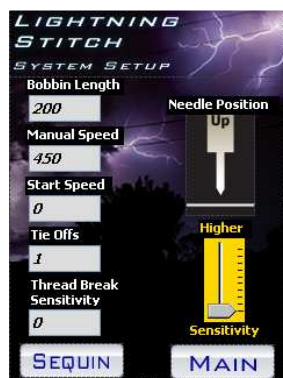 LIGHTNING
STITCH
SYSTEM SETUP
Bobbin Length
200
Manual Speed
450
Start Speed
0
Tie Offs
1
Thread Break
Sensitivity
0
Needle Position
Up
Higher
Sensitivity
SEQUIN
MAIN